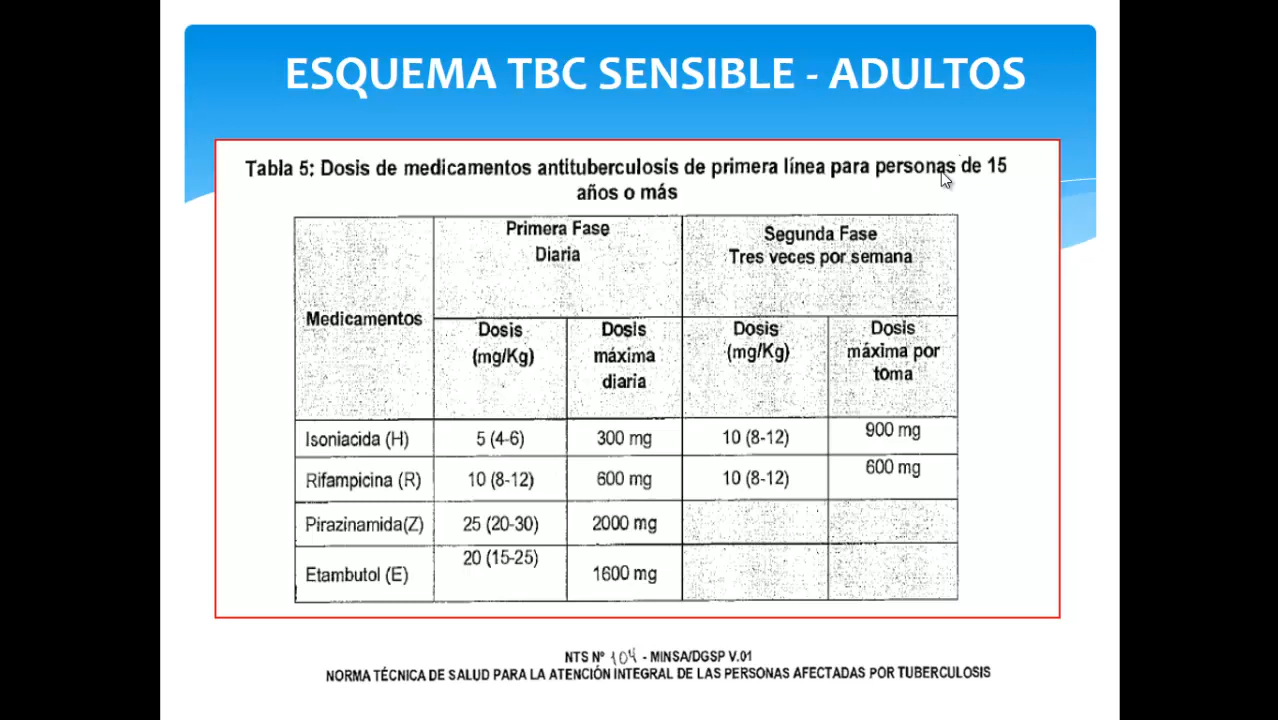 ESQUEMA TBC SENSIBLE - ADULTOS
Tabla 5: Dosis de medicamentos antituberculosis de primera línea para personas de 15
años o más
Medicamentos
Primera Fase
Diaria
Segunda Fase
Tres veces por semana
Dosis
(mg/Kg)
Dosis
máxima
diaria
Dosis
(mg/Kg)
Dosis
máxima por
toma
Isoniacida (H) 5 (4-6) 300 mg 10 (8-12) 900 mg
Rifampicina (R) 10 (8-12) 600 mg 10 (8-12) 600 mg
Pirazinamida(Z) 25 (20-30) 2000 mg
Etambutol (E) 20 (15-25) 1600 mg
NTS Nº 104 - MINSA/DGSP V.01
NORMA TÉCNICA DE SALUD PARA LA ATENCIÓN INTEGRAL DE LAS PERSONAS AFECTADAS POR TUBERCULOSIS